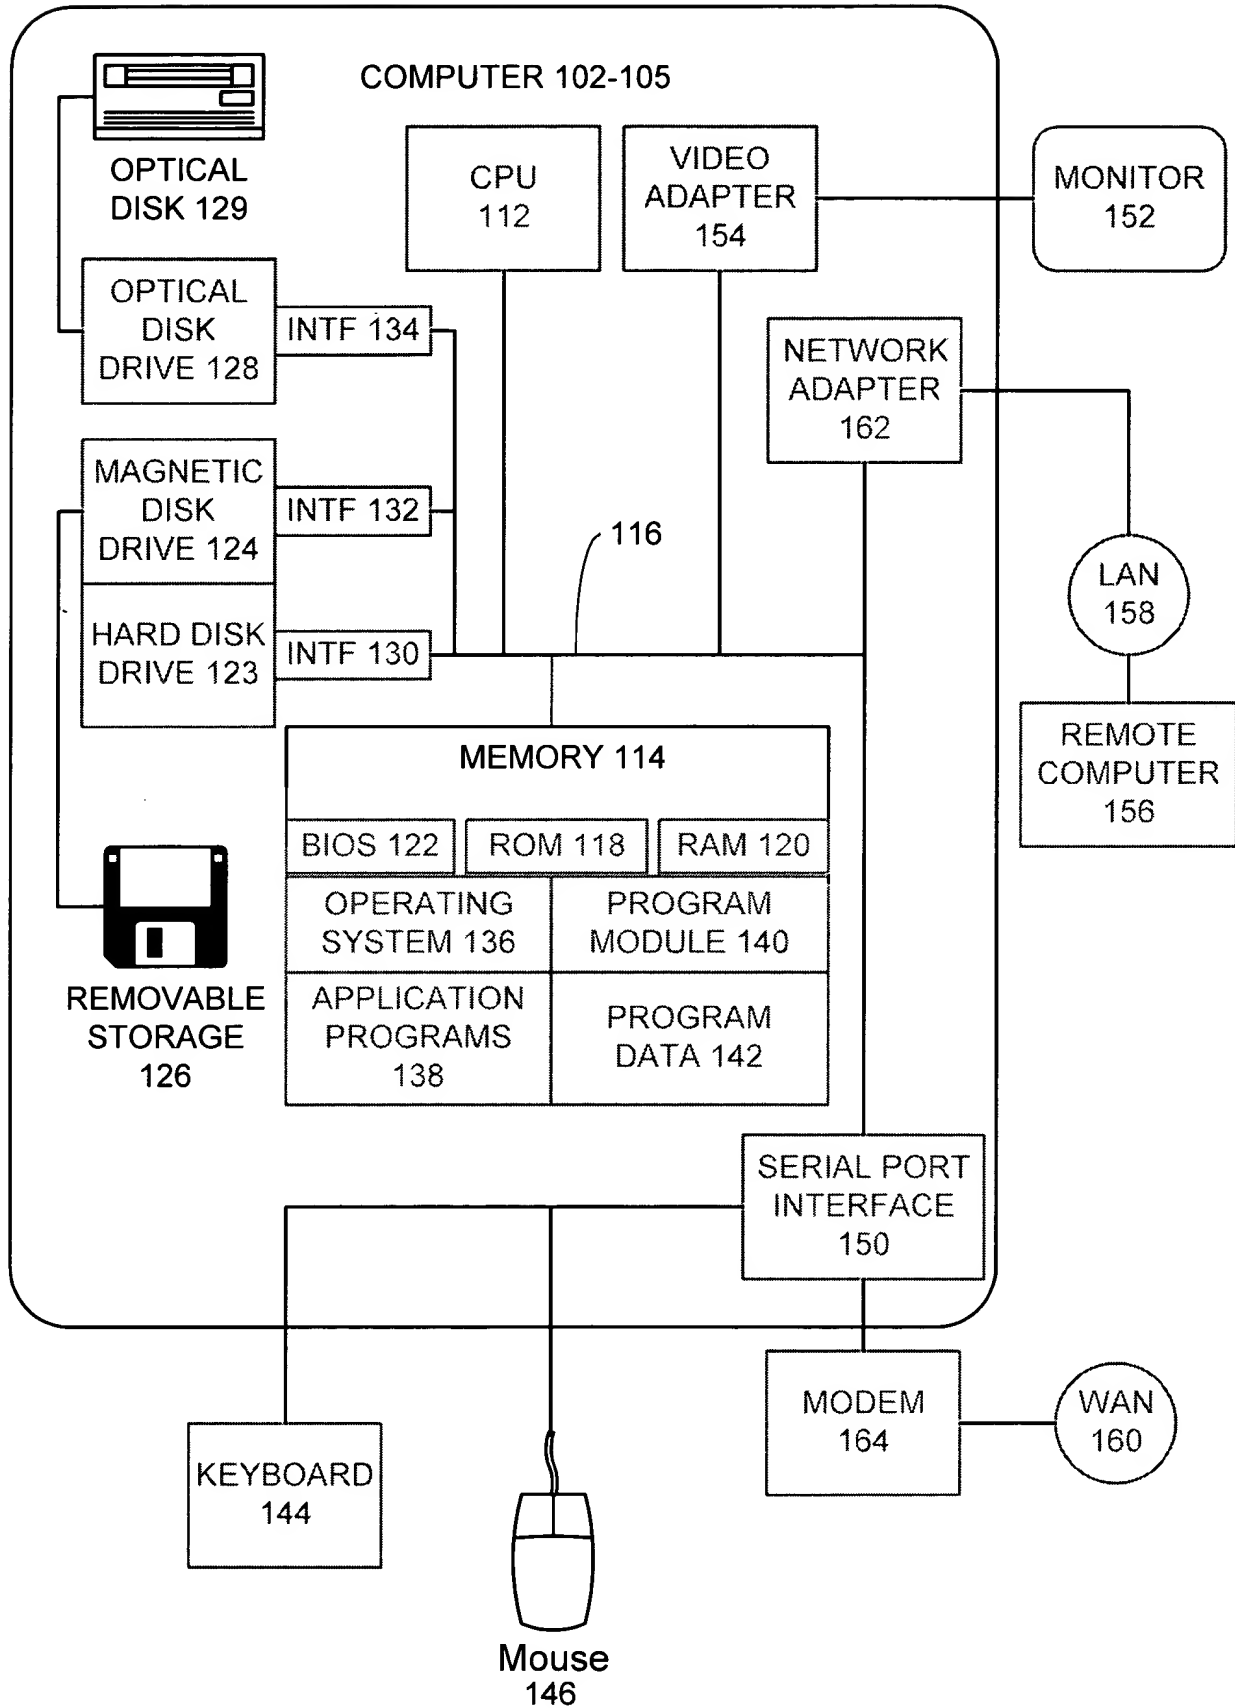 COMPUTER 102-105
OPTICAL
DISK 129
CPU
112
VIDEO
ADAPTER
154
MONITOR
152
OPTICAL
DISK
DRIVE 128
INTF 134
NETWORK
ADAPTER
162
MAGNETIC
DISK
DRIVE 124
INTF 132
116
LAN
158
HARD DISK
DRIVE 123
INTF 130
REMOTE
COMPUTER
156
MEMORY 114
BIOS 122
ROM 118
RAM 120
OPERATING
SYSTEM 136
PROGRAM
MODULE 140
REMOVABLE
STORAGE
126
APPLICATION
PROGRAMS
138
PROGRAM
DATA 142
SERIAL PORT
INTERFACE
150
MODEM
164
WAN
160
KEYBOARD
144
Mouse
146